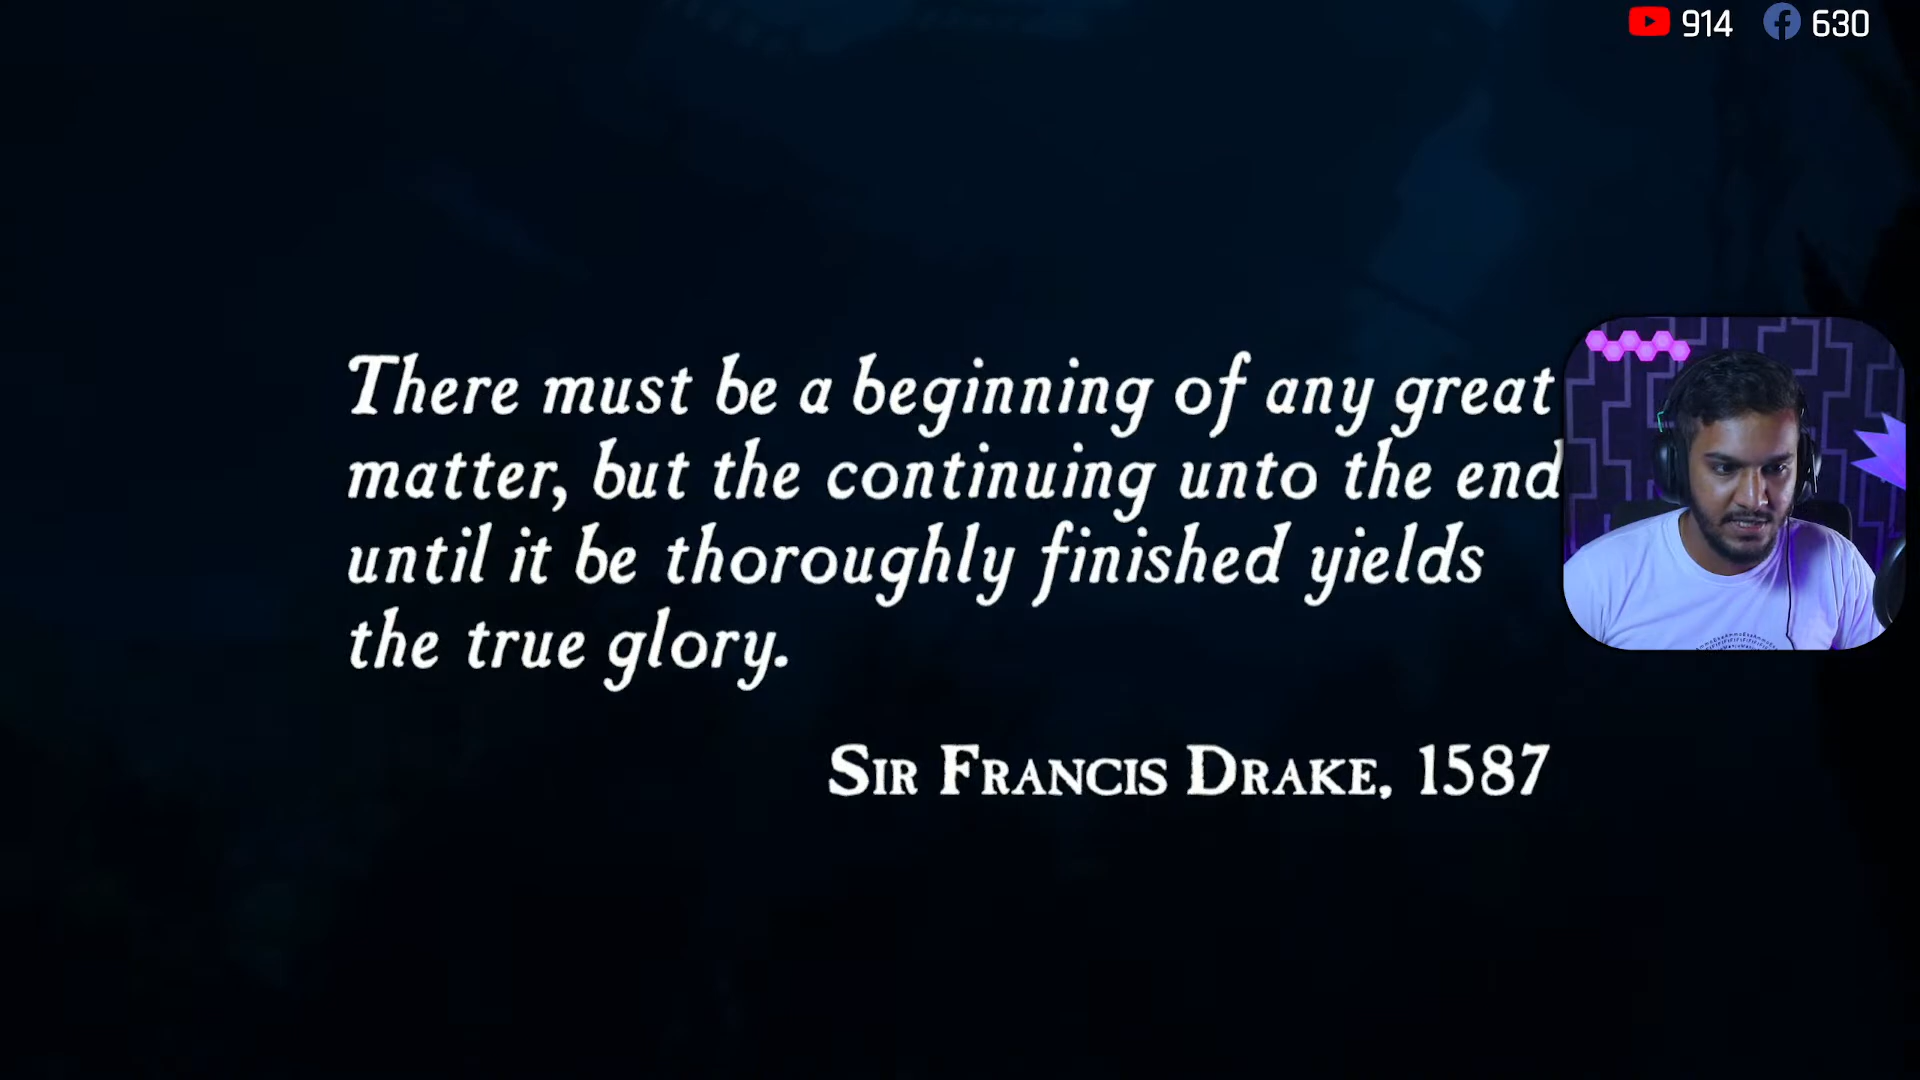 914 630
There must be a beginning of any great
matter, but the continuing unto the end
until it be thoroughly finished yields
the true glory.
Sir Francis Drake, 1587